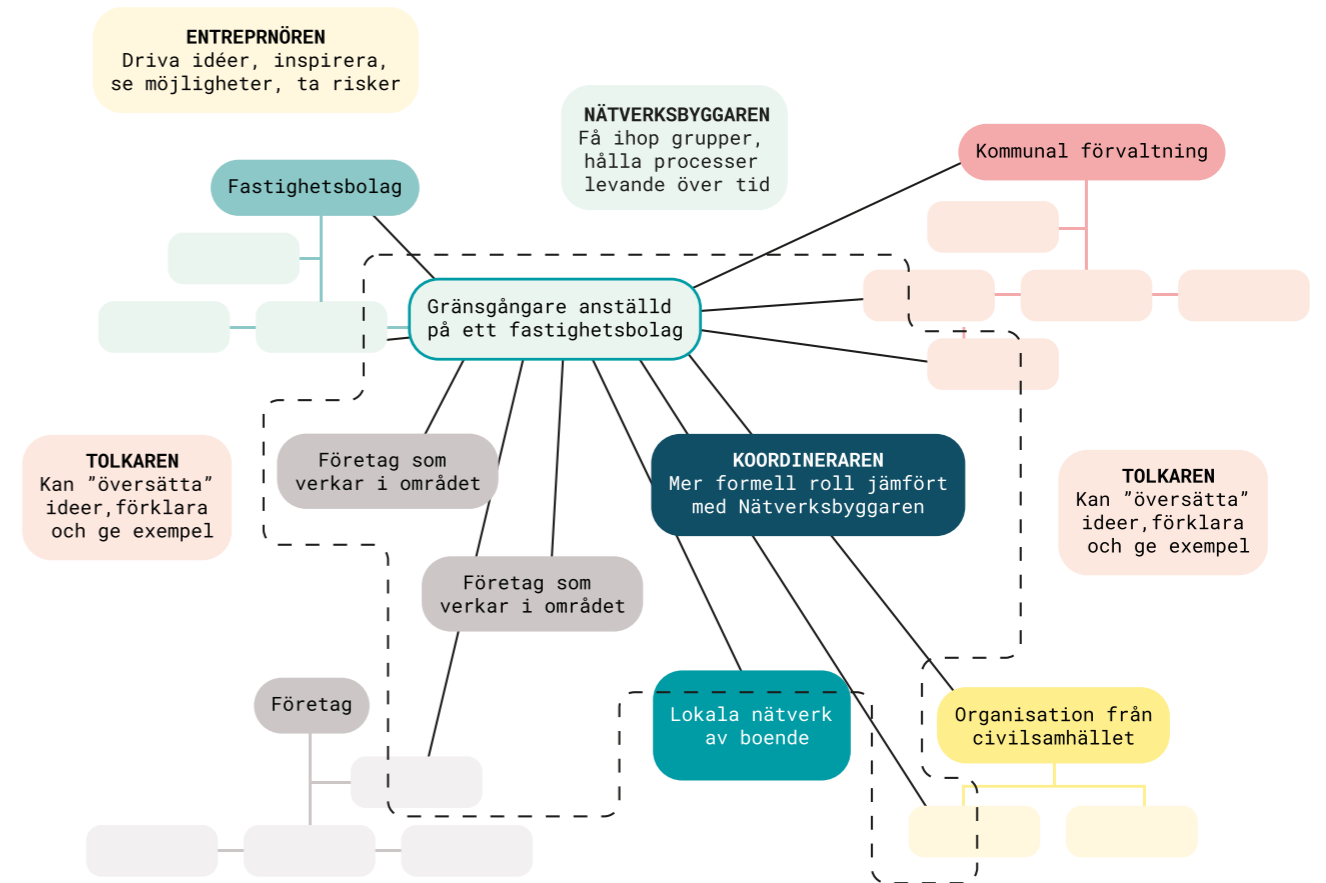 ENTREPRNÖREN
Driva idéer, inspirera,
se möjligheter, ta risker
NÄTVERKSBYGGAREN
Få ihop grupper,
hålla processer
levande över tid
Kommunal förvaltning
Fastighetsbolag
Gränsgångare anställd
på ett fastighetsbolag
TOLKAREN
Kan ”översätta”
ideer,förklara
och ge exempel
Företag som
verkar i området
KOORDINERAREN
Mer formell roll jämfört
med Nätverksbyggaren
TOLKAREN
Kan ”översätta”
ideer,förklara
och ge exempel
Företag som
verkar i området
Företag
Lokala nätverk
av boende
Organisation från
civilsamhället